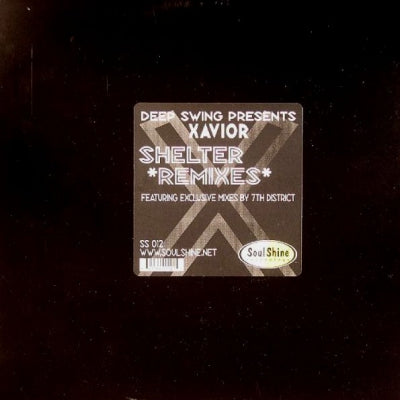 DEEP SWING PRESENTS
XAVIOR
SHELTER
*REMIXES*
FEATURING EXCLUSIVE MIXES BY 7TH DISTRICT
SS 012
WWW.SOULSHINE.NET
SoulShine